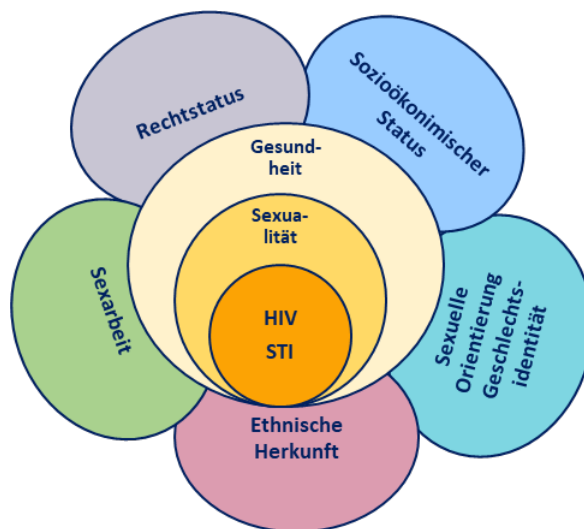 Rechtstatus
Sozioökonimischer
Status
Gesund-
heit
Sexua-
lität
HIV
STI
Sexarbeit
Sexuelle
Orientierung
Geschlechts-
identität
Ethnische
Herkunft